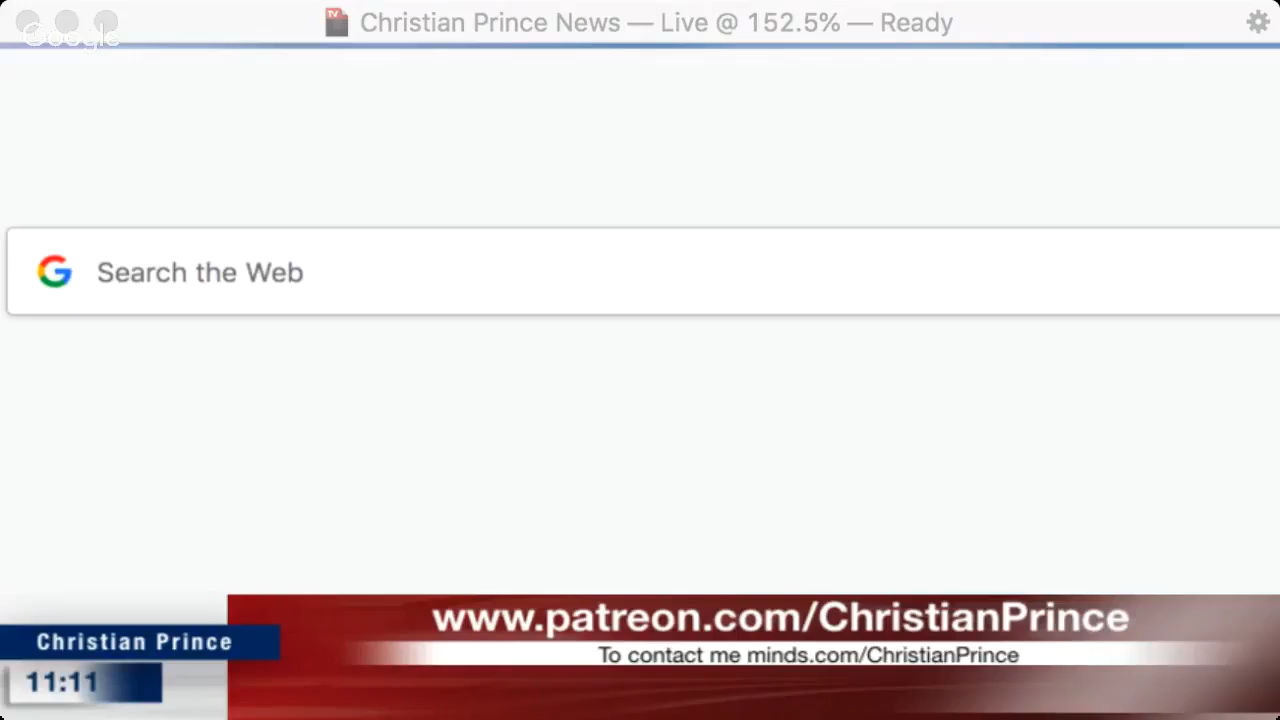 Christian Prince News — Live @ 152.5% — Ready
Google
Search the Web
www.patreon.com/ChristianPrince
To contact me minds.com/ChristianPrince
Christian Prince
11:11